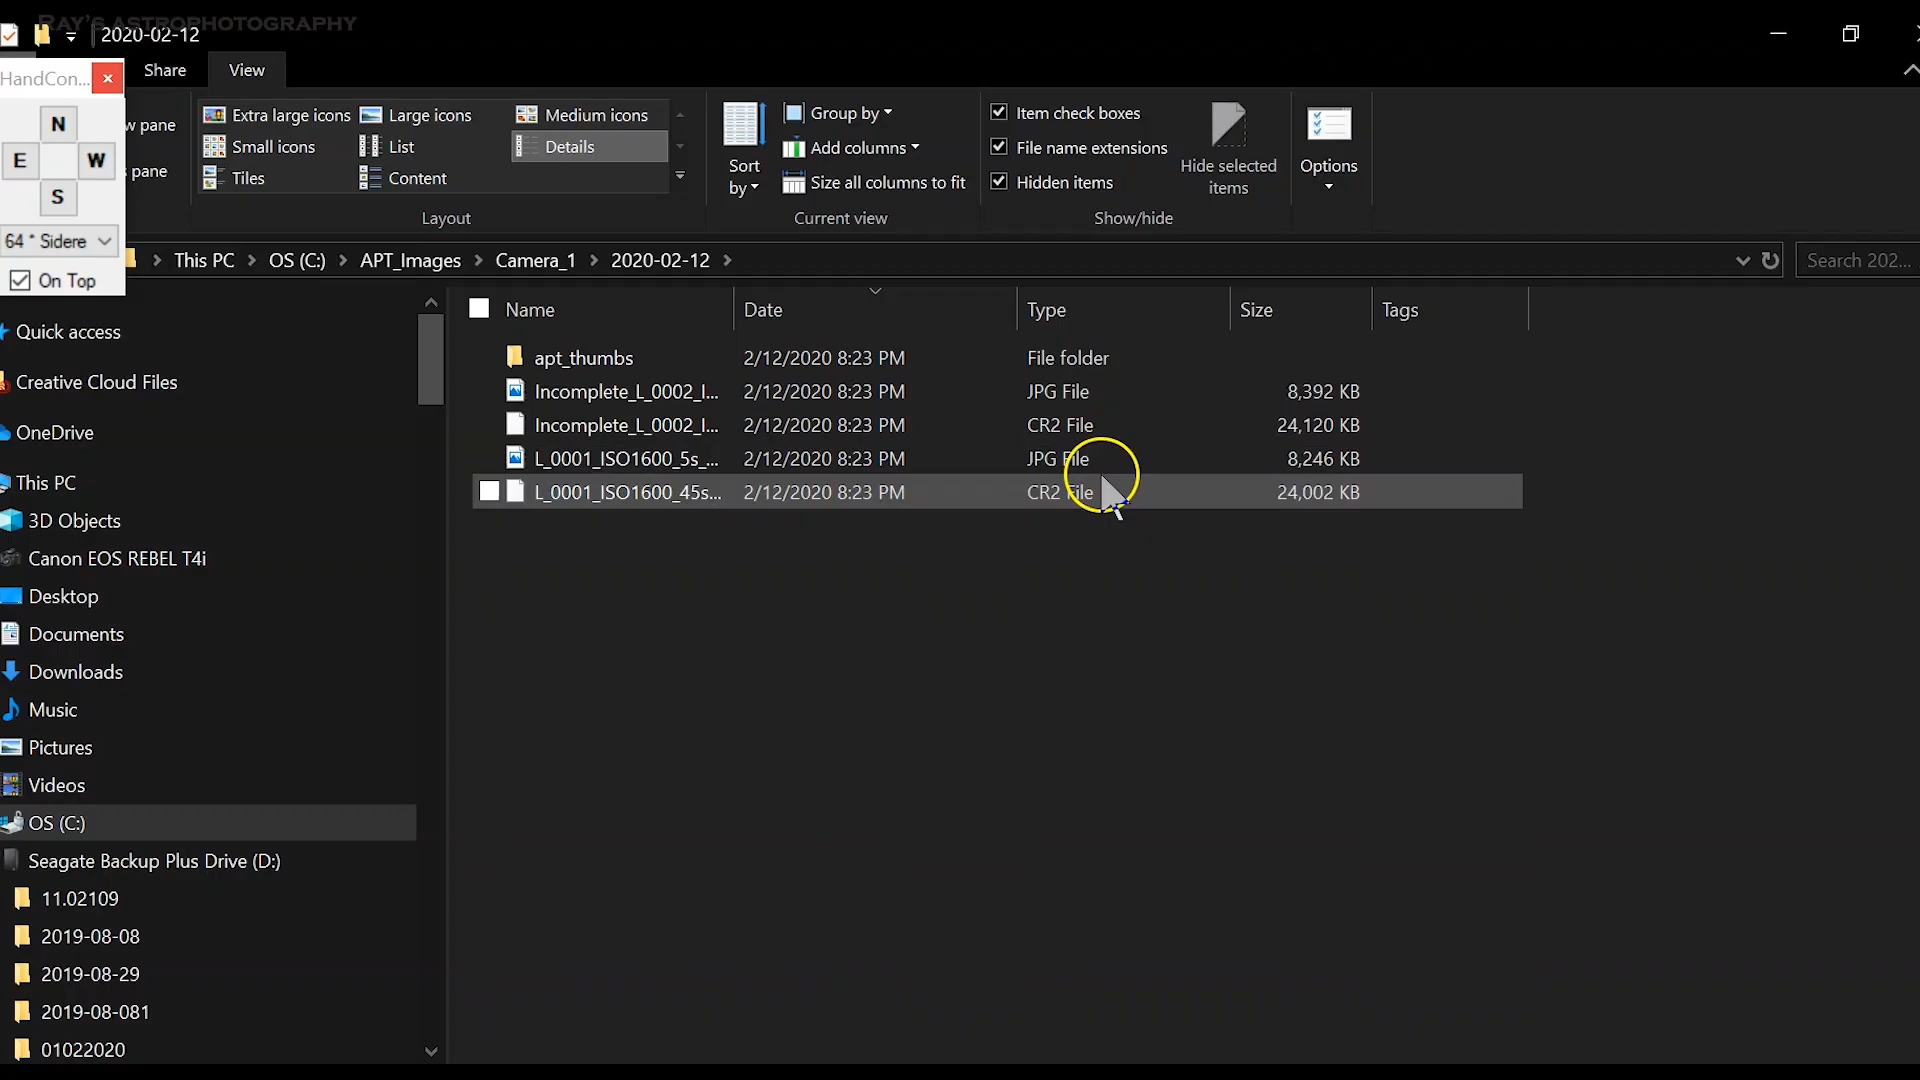 RAY'S ASTROPHOTOGRAPHY
2020-02-12
HandCon...
Share
View
N
E
W
S
64 * Sidere
On Top
w pane
s pane
Extra large icons
Large icons
Medium icons
Small icons
List
Details
Tiles
Content
Layout
Sort
by
Group by
Add columns
Size all columns to fit
Current view
Item check boxes
File name extensions
Hidden items
Hide selected
items
Show/hide
Options
This PC > OS (C:) > APT_Images > Camera_1 > 2020-02-12 >
Search 202...
Quick access
Creative Cloud Files
OneDrive
This PC
3D Objects
Canon EOS REBEL T4i
Desktop
Documents
Downloads
Music
Pictures
Videos
OS (C:)
Seagate Backup Plus Drive (D:)
11.02109
2019-08-08
2019-08-29
2019-08-081
01022020
Name Date Type Size Tags
apt_thumbs 2/12/2020 8:23 PM File folder
Incomplete_L_0002_I... 2/12/2020 8:23 PM JPG File 8,392 KB
Incomplete_L_0002_I... 2/12/2020 8:23 PM CR2 File 24,120 KB
L_0001_ISO1600_5s_... 2/12/2020 8:23 PM JPG File 8,246 KB
L_0001_ISO1600_45s... 2/12/2020 8:23 PM CR2 File 24,002 KB